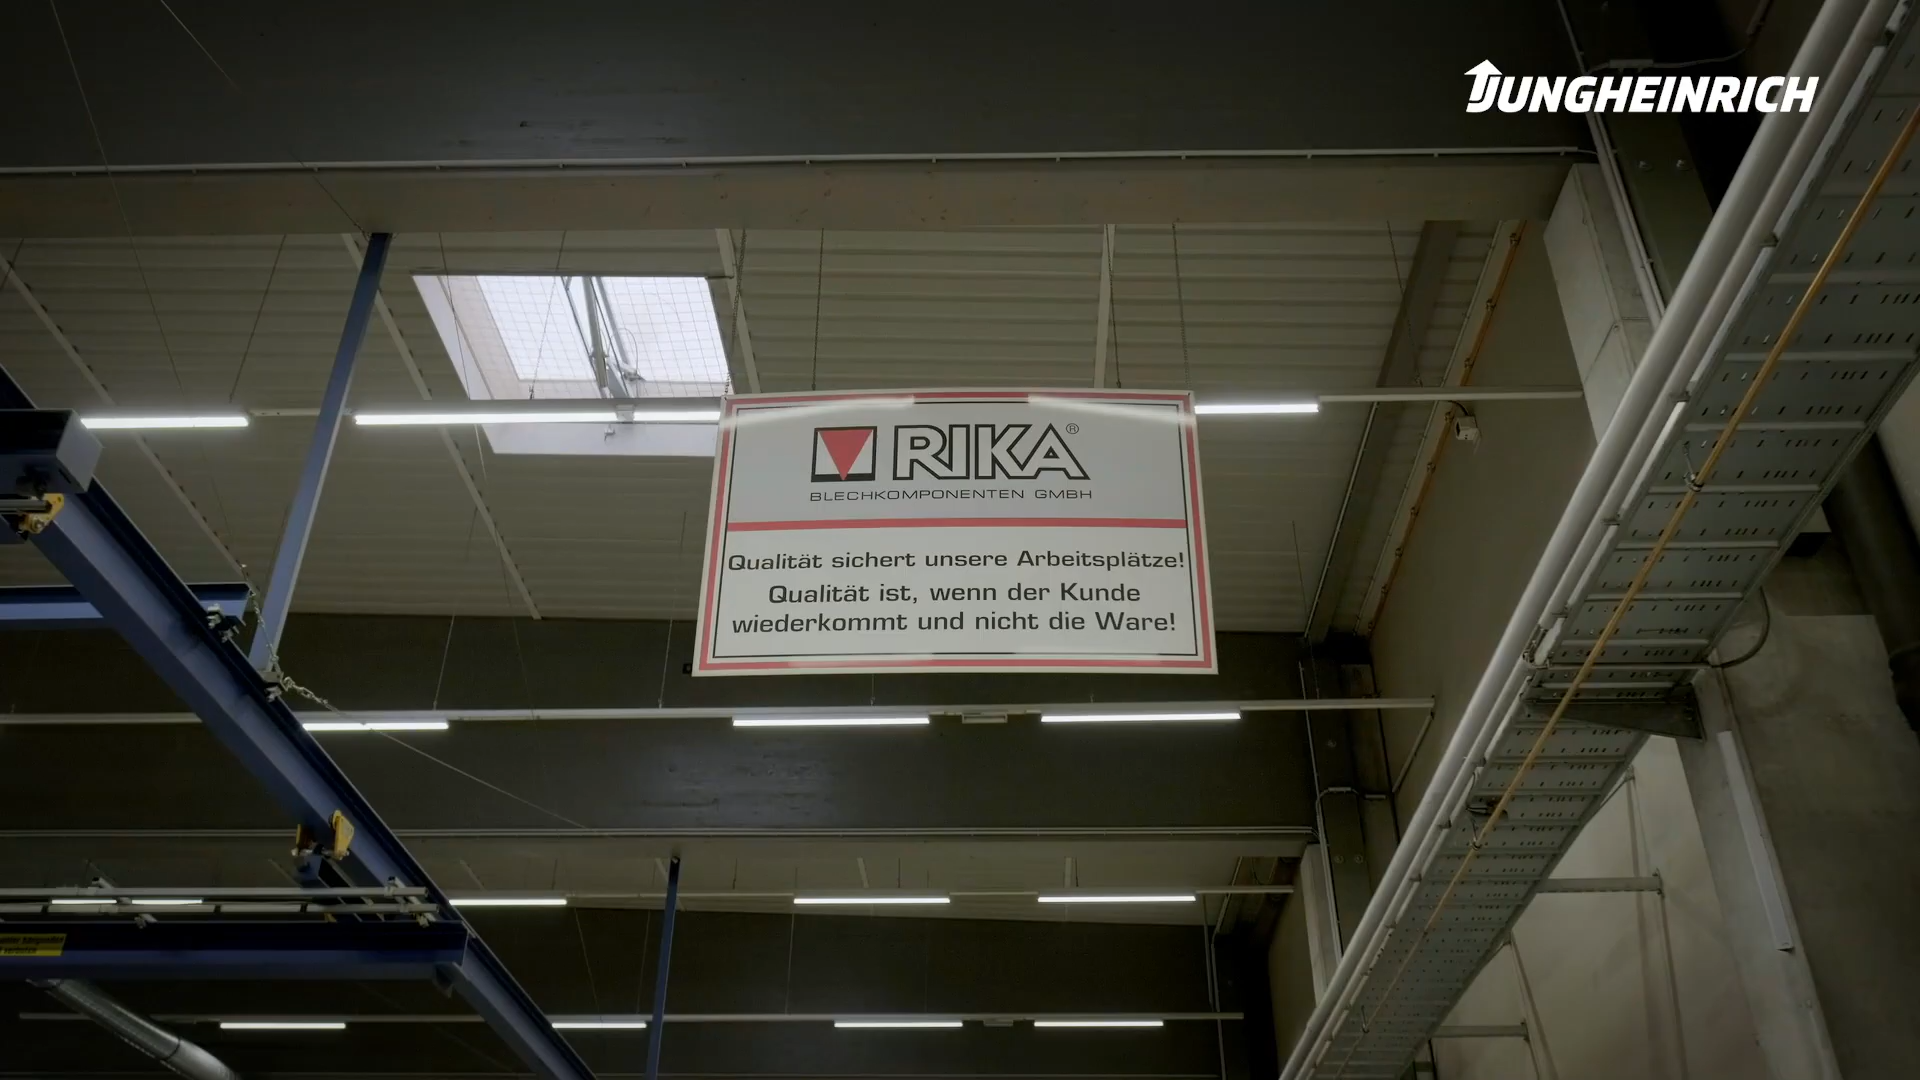 JUNGHEINRICH
RIKA®
BLECHKOMPONENTEN GMBH
Qualität sichert unsere Arbeitsplätze!
Qualität ist, wenn der Kunde
wiederkommt und nicht die Ware!